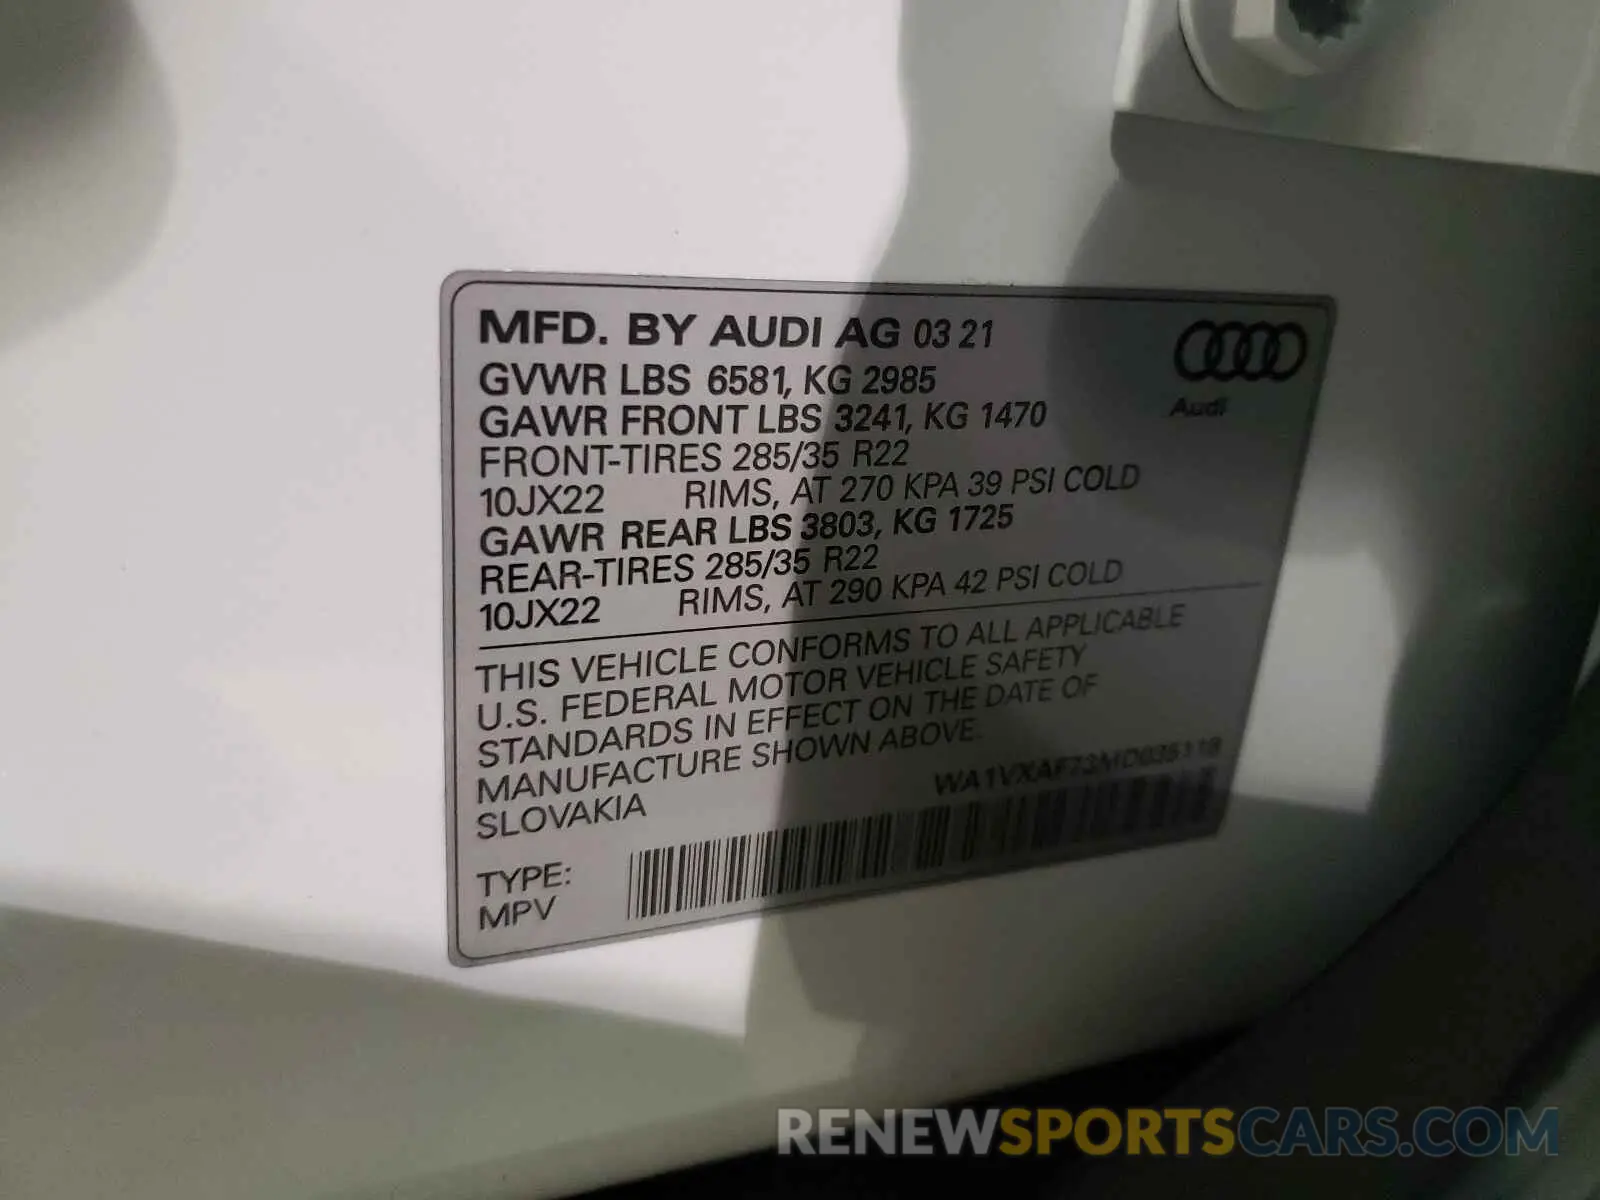 MFD. BY AUDI AG 03 21
Audi
GVWR LBS 6581, KG 2985
GAWR FRONT LBS 3241, KG 1470
FRONT-TIRES 285/35 R22
10JX22 RIMS, AT 270 KPA 39 PSI COLD
GAWR REAR LBS 3803, KG 1725
REAR-TIRES 285/35 R22
10JX22 RIMS, AT 290 KPA 42 PSI COLD
THIS VEHICLE CONFORMS TO ALL APPLICABLE
U.S. FEDERAL MOTOR VEHICLE SAFETY
STANDARDS IN EFFECT ON THE DATE OF
MANUFACTURE SHOWN ABOVE.
SLOVAKIA
WA1VXAF73MD035118
TYPE:
MPV
RENEWSPORTSCARS.COM